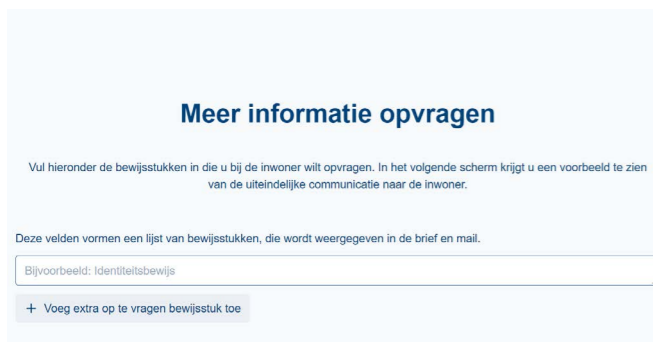 Meer informatie opvragen
Vul hieronder de bewijsstukken in die u bij de inwoner wilt opvragen. In het volgende scherm krijgt u een voorbeeld te zien
van de uiteindelijke communicatie naar de inwoner.
Deze velden vormen een lijst van bewijsstukken, die wordt weergegeven in de brief en mail.
Bijvoorbeeld: Identiteitsbewijs
+ Voeg extra op te vragen bewijsstuk toe